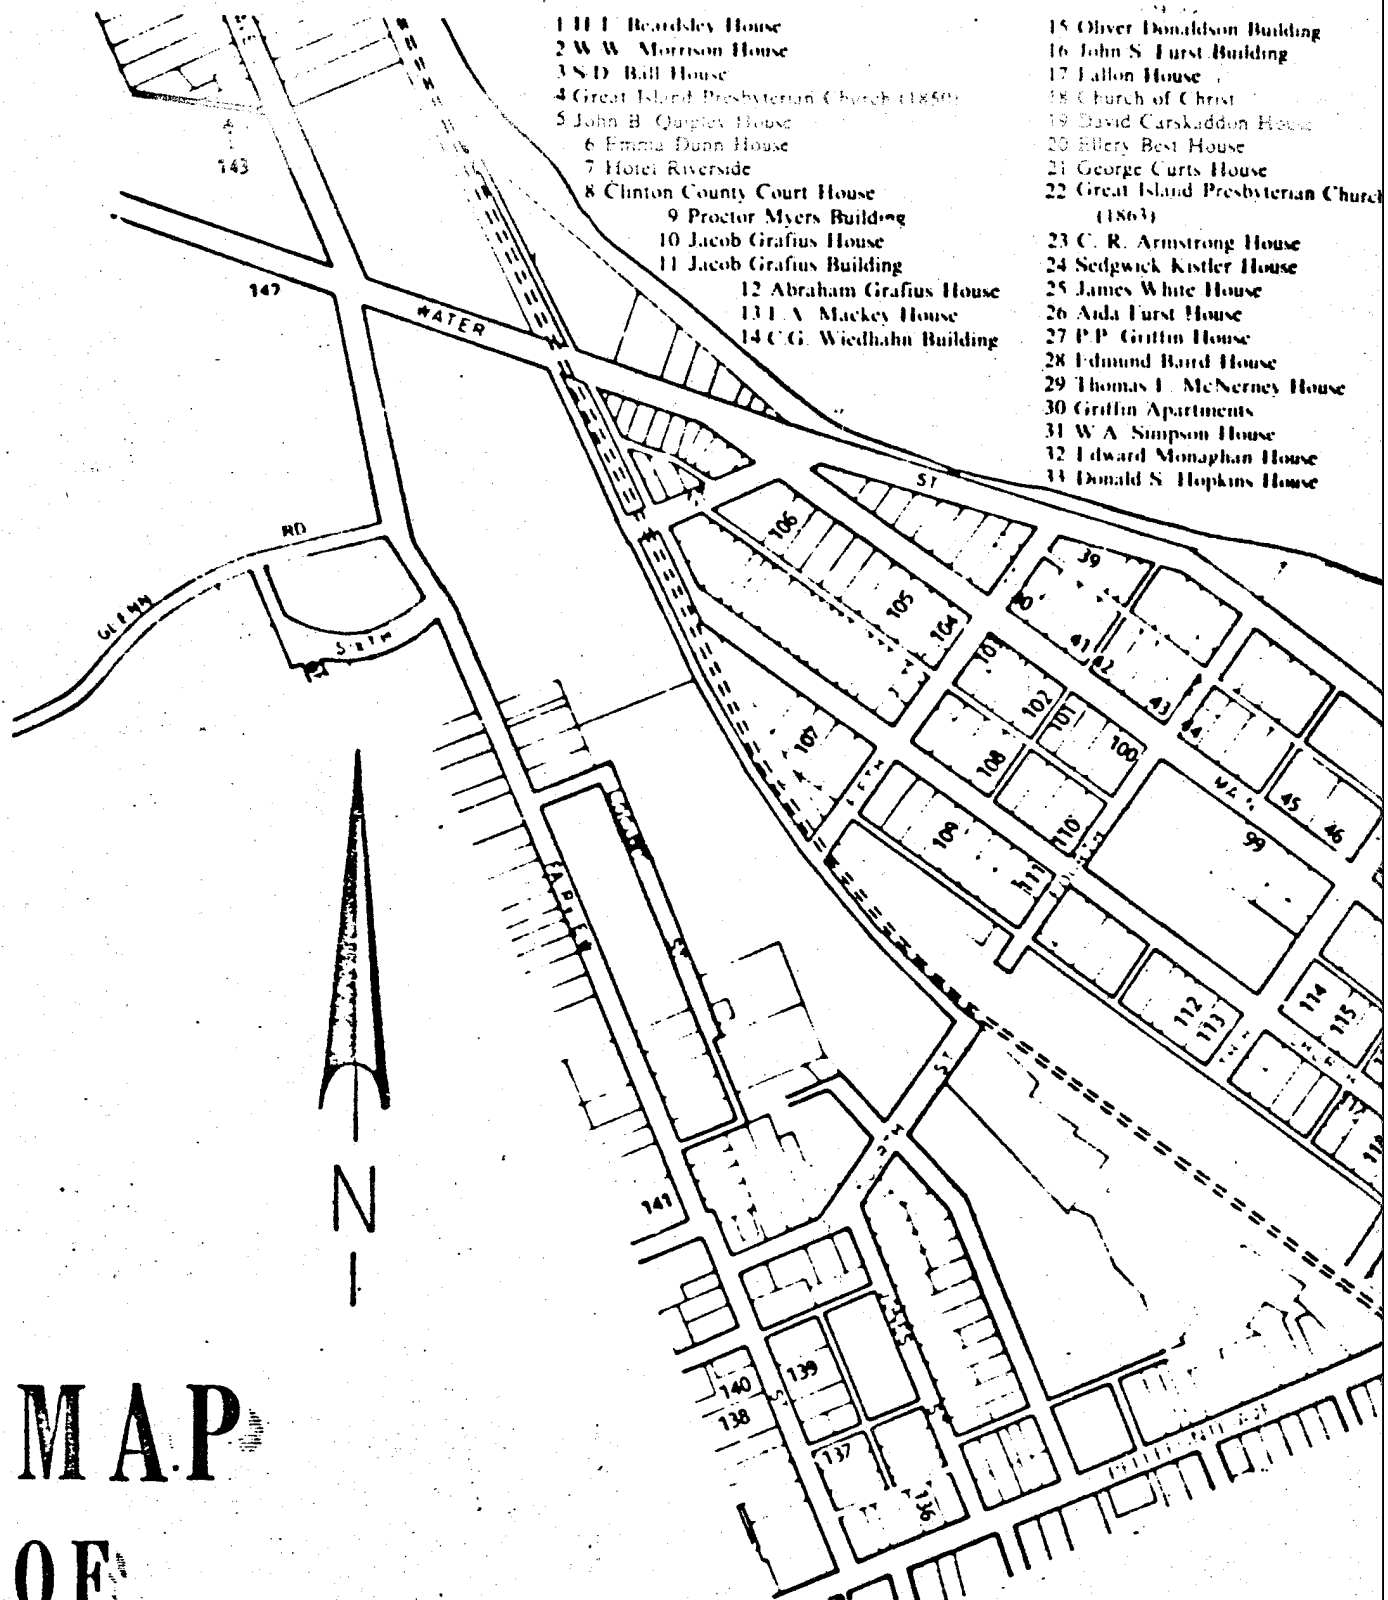 1 H.F. Beardsley House
2 W.W. Morrison House
3 S.D. Ball House
4 Great Island Presbyterian Church (1850)
5 John B. Quigley House
6 Emma Dunn House
7 Hotel Riverside
8 Clinton County Court House
9 Proctor Myers Building
10 Jacob Grafius House
11 Jacob Grafius Building
12 Abraham Grafius House
13 L.A. Mackey House
14 C.G. Wiedhahn Building
15 Oliver Donaldson Building
16 John S. Furst Building
17 Fallon House
18 Church of Christ
19 David Carskaddon House
20 Ellery Best House
21 George Curts House
22 Great Island Presbyterian Church
(1863)
23 C. R. Armstrong House
24 Sedgwick Kistler House
25 James White House
26 Aida Furst House
27 P.P. Griffin House
28 Edmund Baird House
29 Thomas F. McNerney House
30 Griffin Apartments
31 W.A. Simpson House
32 Edward Monaghan House
33 Donald S. Hopkins House
143
147
WATER
ST
RD
GLENN
106
39
105
104
40
41
42
43
44
103
102
101
100
107
108
45
46
99
109
110
111
112
113
114
115
117
118
ST
N
141
140
138
139
ST
137
136
MAP
OF